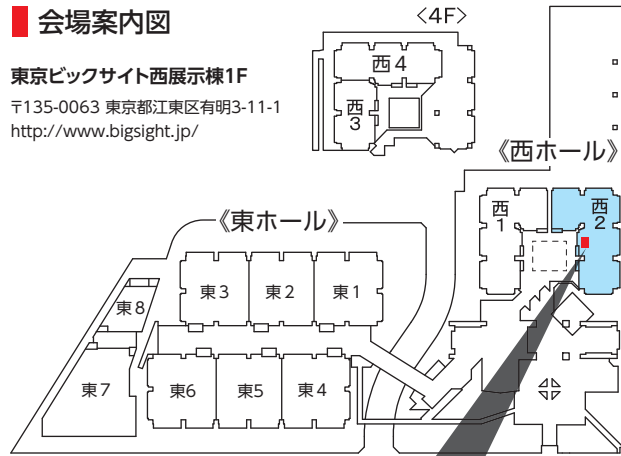 会場案内図
東京ビックサイト西展示棟1F
〒135-0063 東京都江東区有明3-11-1
http://www.bigsight.jp/
〈4F〉
西4
西3
《西ホール》
西1
西2
《東ホール》
東3
東2
東1
東8
東7
東6
東5
東4